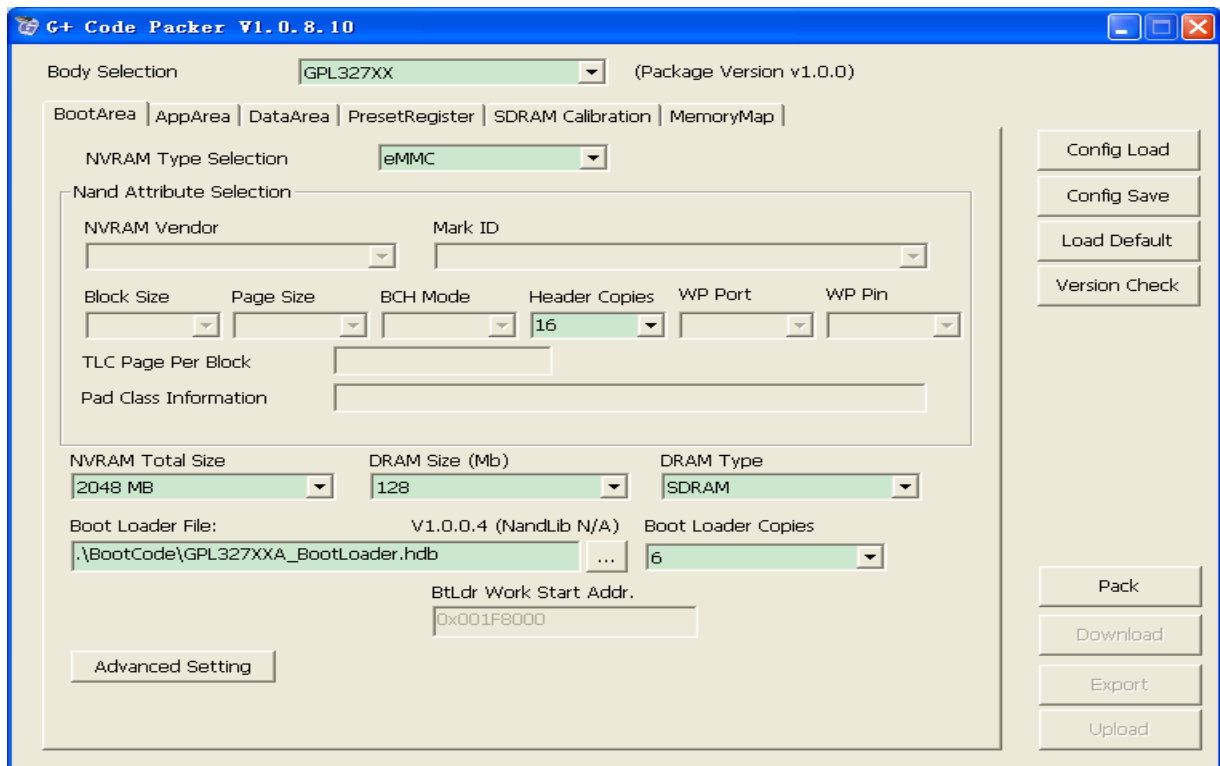 G+ Code Packer V1.0.8.10
Body Selection GPL327XX (Package Version v1.0.0)
BootArea AppArea DataArea PresetRegister SDRAM Calibration MemoryMap
NVRAM Type Selection eMMC
Nand Attribute Selection
NVRAM Vendor Mark ID
Block Size Page Size BCH Mode Header Copies WP Port WP Pin
16
TLC Page Per Block
Pad Class Information
NVRAM Total Size DRAM Size (Mb) DRAM Type
2048 MB 128 SDRAM
Boot Loader File: V1.0.0.4 (NandLib N/A) Boot Loader Copies
.\BootCode\GPL327XXA_BootLoader.hdb ... 6
BtLdr Work Start Addr.
0x001F8000
Advanced Setting
Config Load
Config Save
Load Default
Version Check
Pack
Download
Export
Upload